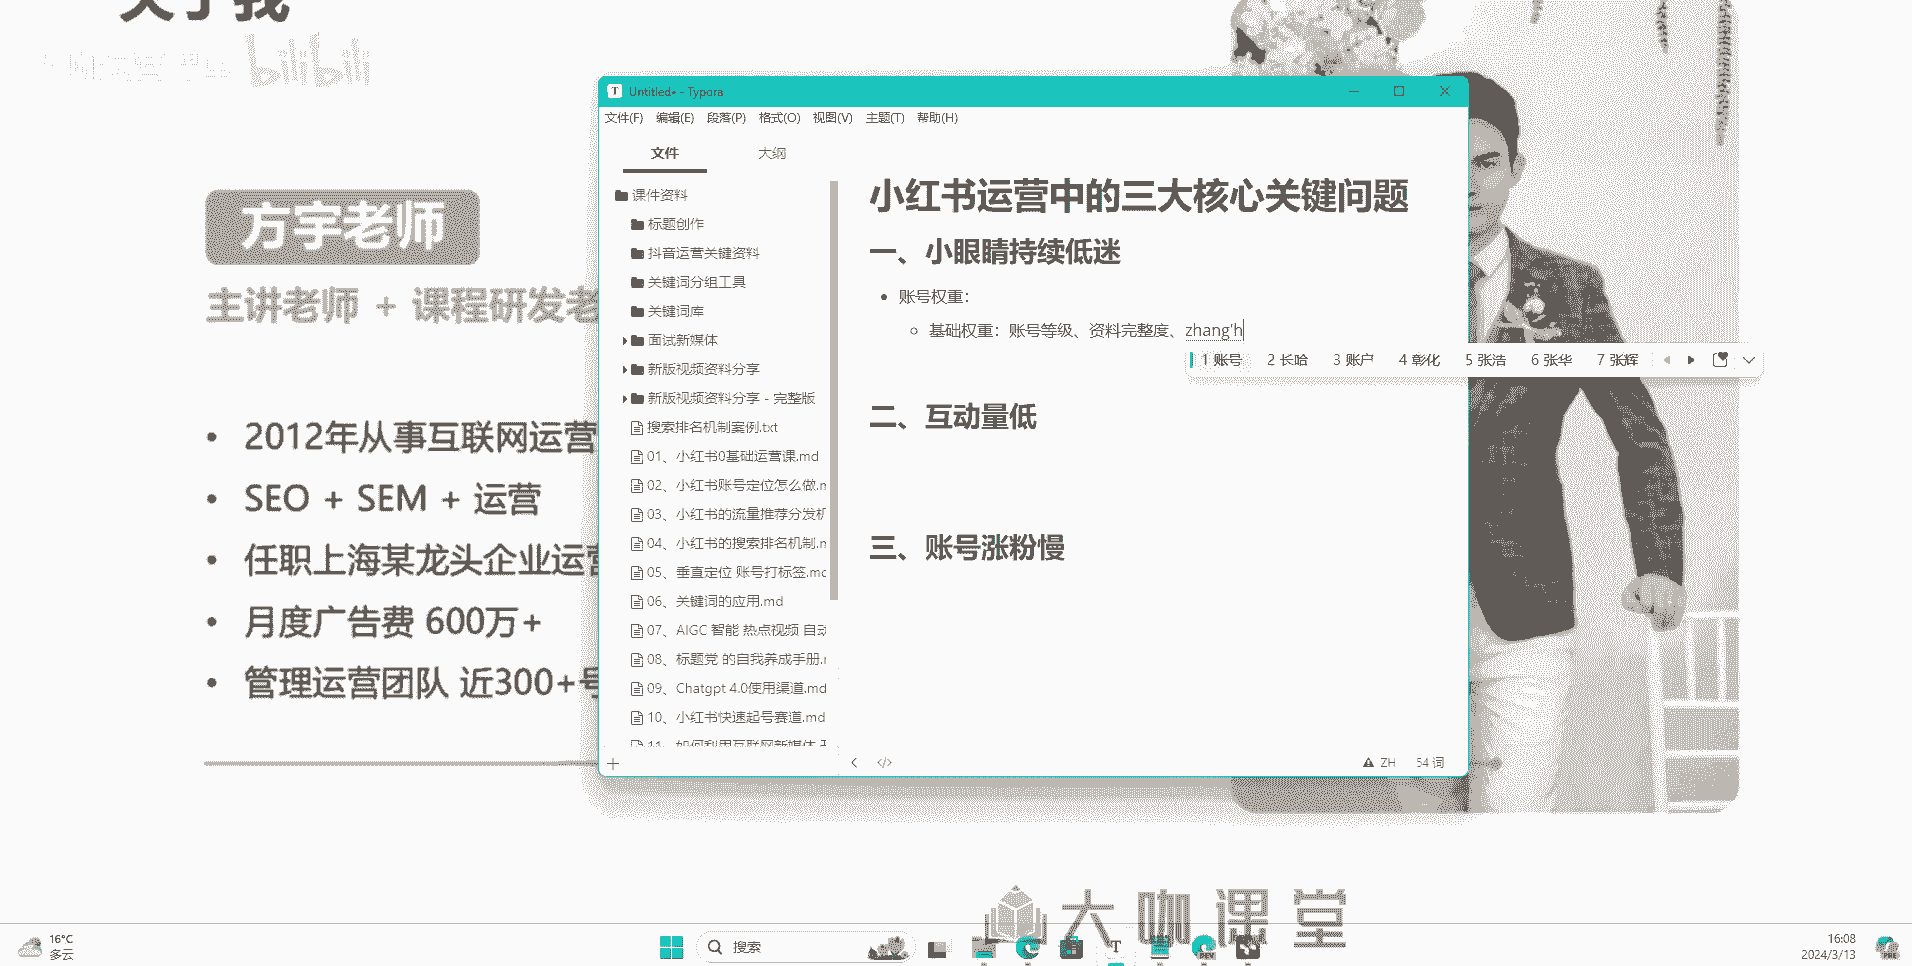 关于我
bilibili
方宇老师
主讲老师 + 课程研发老
2012年从事互联网运营
SEO + SEM + 运营
任职上海某龙头企业运营
月度广告费 600万+
管理运营团队 近300+号
Untitled• - Typora
文件(F) 编辑(E) 段落(P) 格式(O) 视图(V) 主题(T) 帮助(H)
文件 大纲
课件资料
标题创作
抖音运营关键资料
关键词分组工具
关键词库
面试新媒体
新版视频资料分享
新版视频资料分享 - 完整版
搜索排名机制案例.txt
01、小红书0基础运营课.md
02、小红书账号定位怎么做.m
03、小红书的流量推荐分发机
04、小红书的搜索排名机制.m
05、垂直定位 账号打标签.md
06、关键词的应用.md
07、AIGC 智能 热点视频 自动
08、标题党 的自我养成手册.m
09、Chatgpt 4.0使用渠道.md
10、小红书快速起号赛道.md
11、如何利用互联网新媒体
小红书运营中的三大核心关键问题
一、小眼睛持续低迷
账号权重：
基础权重：账号等级、资料完整度、zhang'h
1 账号 2 长哈 3 账户 4 彰化 5 张浩 6 张华 7 张辉
二、互动量低
三、账号涨粉慢
</> ZH 54 词
大咖课堂
16°C
多云
搜索
T
DEV
16:08
2024/3/13
PRE